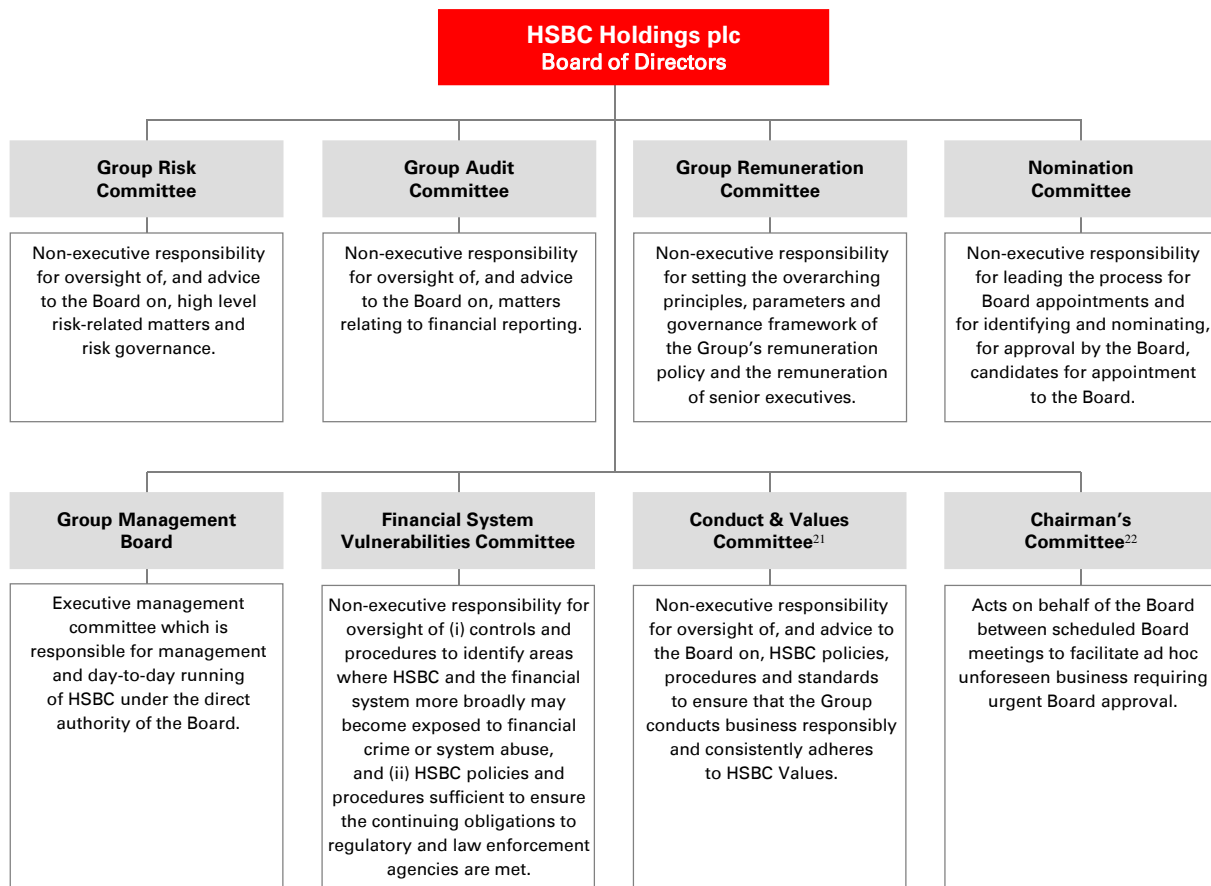 HSBC Holdings plc
Board of Directors
Group Risk
Committee
Non-executive responsibility
for oversight of, and advice
to the Board on, high level
risk-related matters and
risk governance.
Group Audit
Committee
Non-executive responsibility
for oversight of, and advice
to the Board on, matters
relating to financial reporting.
Group Remuneration
Committee
Non-executive responsibility
for setting the overarching
principles, parameters and
governance framework of
the Group's remuneration
policy and the remuneration
of senior executives.
Nomination
Committee
Non-executive responsibility
for leading the process for
Board appointments and
for identifying and nominating,
for approval by the Board,
candidates for appointment
to the Board.
Group Management
Board
Executive management
committee which is
responsible for management
and day-to-day running
of HSBC under the direct
authority of the Board.
Financial System
Vulnerabilities Committee
Non-executive responsibility for
oversight of (i) controls and
procedures to identify areas
where HSBC and the financial
system more broadly may
become exposed to financial
crime or system abuse,
and (ii) HSBC policies and
procedures sufficient to ensure
the continuing obligations to
regulatory and law enforcement
agencies are met.
Conduct & Values
Committee²¹
Non-executive responsibility
for oversight of, and advice to
the Board on, HSBC policies,
procedures and standards
to ensure that the Group
conducts business responsibly
and consistently adheres
to HSBC Values.
Chairman's
Committee²²
Acts on behalf of the Board
between scheduled Board
meetings to facilitate ad hoc
unforeseen business requiring
urgent Board approval.